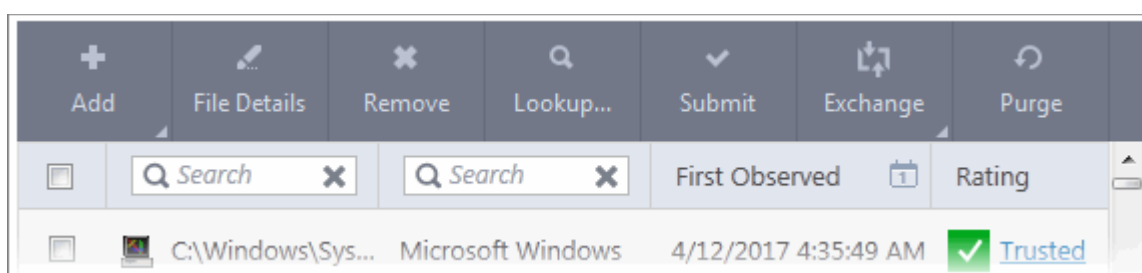 Add File Details Remove Lookup... Submit Exchange Purge
Search Search First Observed 1 Rating
C:\Windows\Sys... Microsoft Windows 4/12/2017 4:35:49 AM Trusted